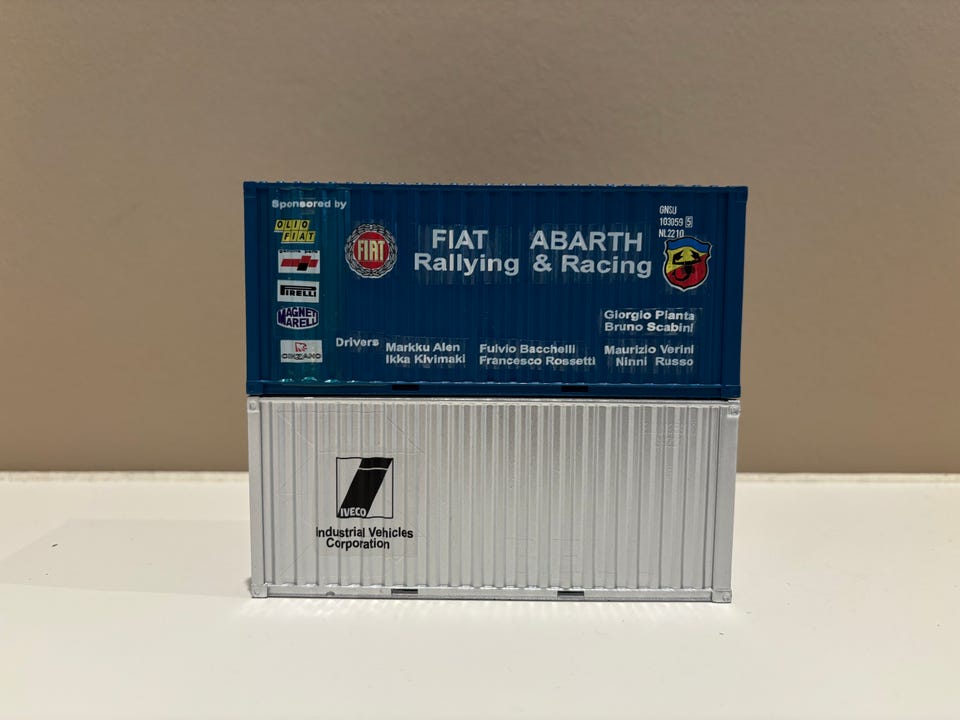 Sponsored by
OLIO
FIAT
PIRELLI
MAGNETI
MARELLI
CINZANO
FIAT
FIAT ABARTH
Rallying & Racing
GNSU
103059 5
NL2210
Giorgio Pianta
Bruno Scabini
Drivers
Markku Alen
Ikka Kivimaki
Fulvio Bacchelli
Francesco Rossetti
Maurizio Verini
Ninni Russo
IVECO
Industrial Vehicles
Corporation